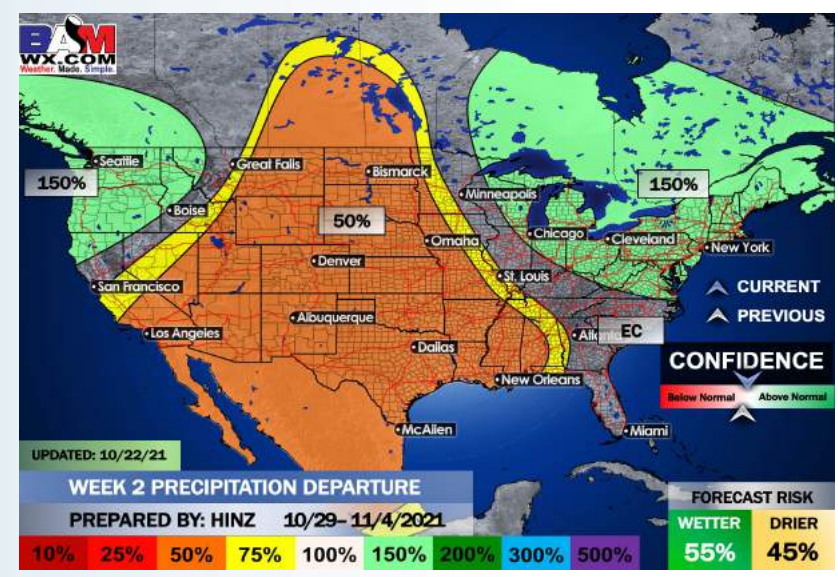 BAM
WX.COM
Weather. Made. Simple.
Seattle
150%
Great Falls
Bismarck
Minneapolis
150%
Boise
50%
Chicago
Cleveland
New York
Omaha
Denver
St. Louis
San Francisco
CURRENT
PREVIOUS
Los Angeles
Albuquerque
Atlanta
EC
Dallas
CONFIDENCE
New Orleans
Below Normal
Above Normal
McAllen
Miami
UPDATED: 10/22/21
WEEK 2 PRECIPITATION DEPARTURE
PREPARED BY: HINZ 10/29– 11/4/2021
FORECAST RISK
WETTER DRIER
55% 45%
10% 25% 50% 75% 100% 150% 200% 300% 500%